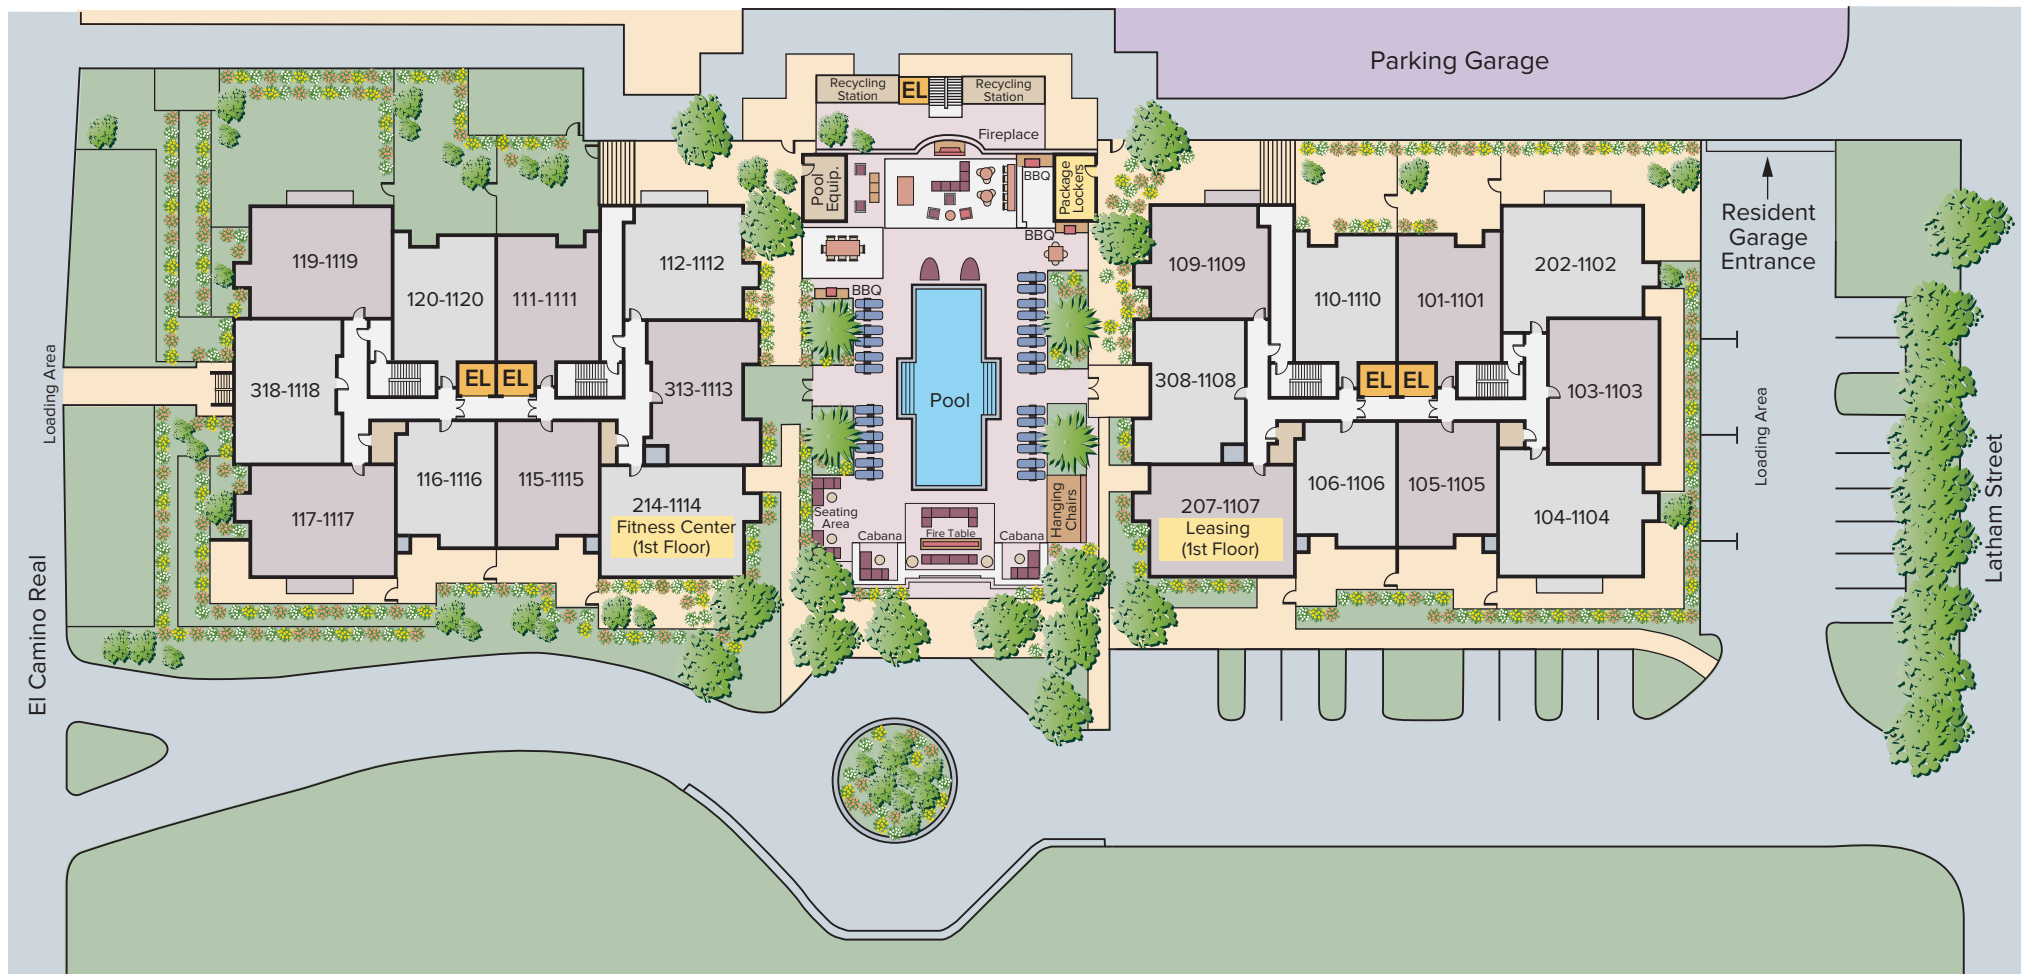 Parking Garage
Recycling
Station
EL
Recycling
Station
Fireplace
Pool
Equip.
BBQ
Package
Lockers
BBQ
BBQ
Resident
Garage
Entrance
119-1119
120-1120
111-1111
112-1112
109-1109
110-1110
101-1101
202-1102
Loading Area
318-1118
EL
EL
313-1113
Pool
308-1108
EL
EL
103-1103
Loading Area
117-1117
116-1116
115-1115
214-1114
Fitness Center
(1st Floor)
Seating
Area
Cabana
Fire Table
Cabana
Hanging
Chairs
207-1107
Leasing
(1st Floor)
106-1106
105-1105
104-1104
El Camino Real
Latham Street